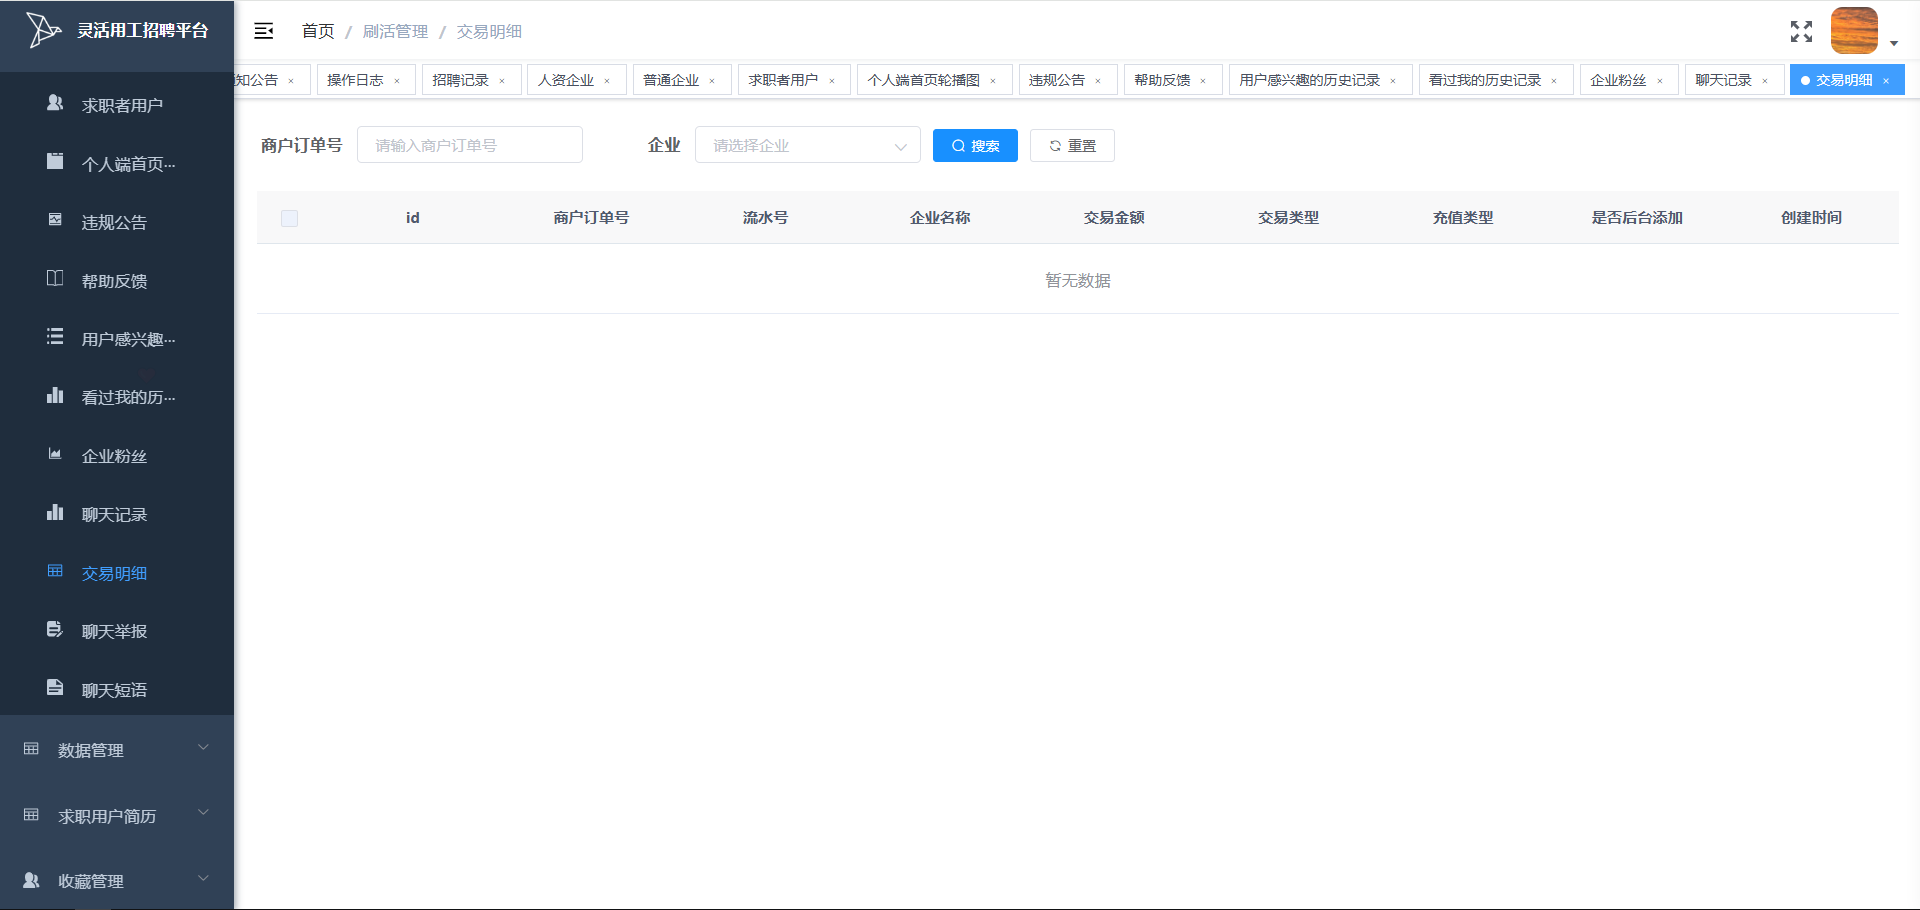 灵活用工招聘平台
首页 / 刷活管理 / 交易明细
知公告 × 操作日志 × 招聘记录 × 人资企业 × 普通企业 × 求职者用户 × 个人端首页轮播图 × 违规公告 × 帮助反馈 × 用户感兴趣的历史记录 × 看过我的历史记录 × 企业粉丝 × 聊天记录 × 交易明细 ×
求职者用户
个人端首页...
违规公告
帮助反馈
用户感兴趣...
看过我的历...
企业粉丝
聊天记录
交易明细
聊天举报
聊天短语
数据管理
求职用户简历
收藏管理
商户订单号 请输入商户订单号 企业 请选择企业 搜索 重置
id 商户订单号 流水号 企业名称 交易金额 交易类型 充值类型 是否后台添加 创建时间
暂无数据